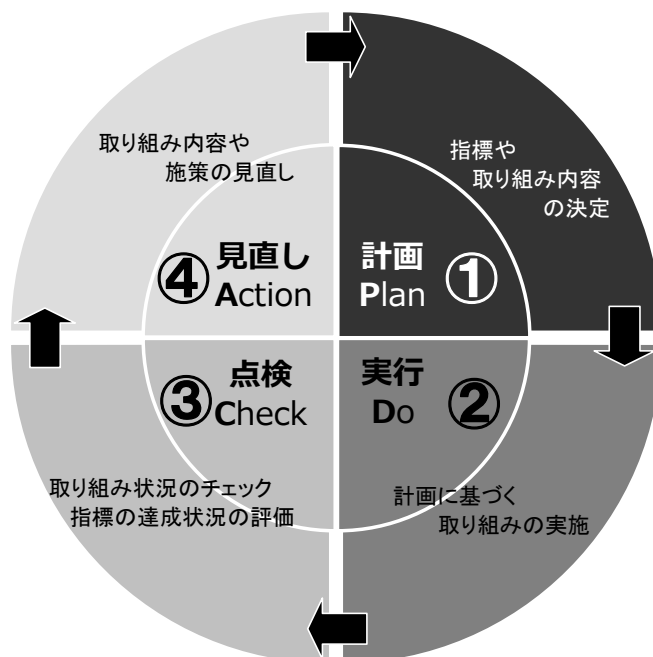 指標や
取り組み内容
の決定
計画
Plan
①
実行
Do
②
計画に基づく
取り組みの実施
点検
Check
③
取り組み状況のチェック
指標の達成状況の評価
見直し
Action
④
取り組み内容や
施策の見直し